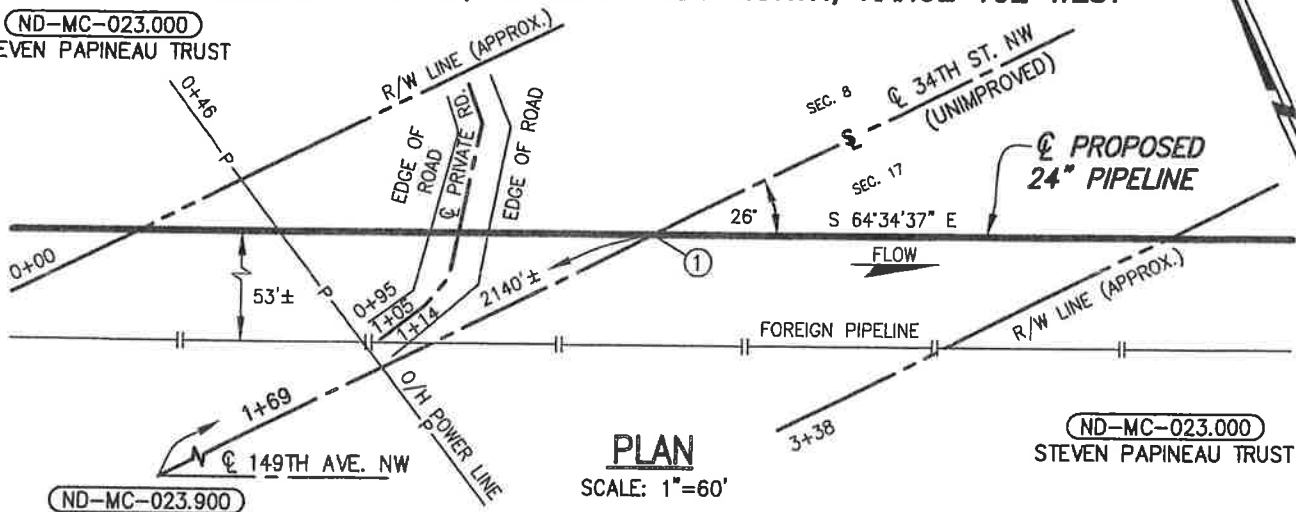 ND-MC-023.000
STEVEN PAPINEAU TRUST
0+46
R/W LINE (APPROX.)
P
P
P
P
EDGE OF
ROAD
℄ PRIVATE RD.
EDGE OF ROAD
SEC. 8
℄ 34TH ST. NW
(UNIMPROVED)
SEC. 17
℄ PROPOSED
24" PIPELINE
26°
S 64°34'37" E
FLOW
1
0+00
53'±
0+95
1+05
1+14
2140'±
FOREIGN PIPELINE
R/W LINE (APPROX.)
1+69
O/H POWER LINE
3+38
℄ 149TH AVE. NW
ND-MC-023.900
PLAN
SCALE: 1"=60'
ND-MC-023.000
STEVEN PAPINEAU TRUST